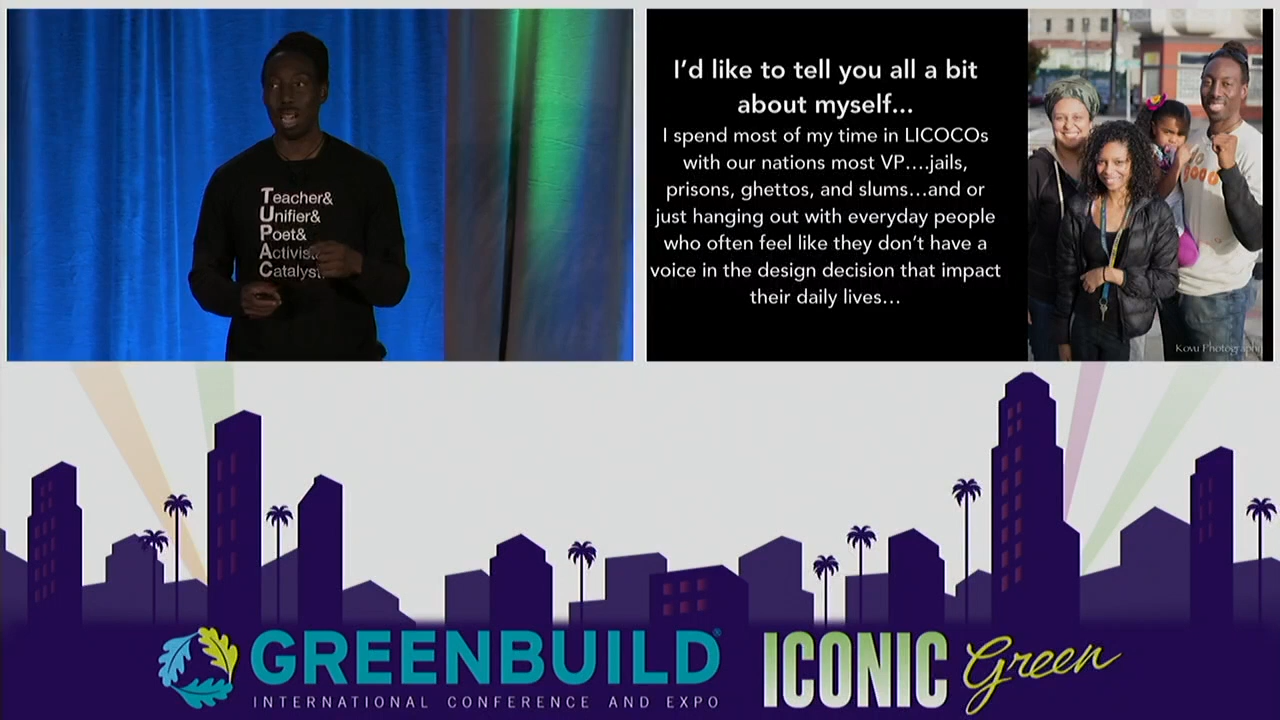 Teacher&
Unifier&
Poet&
Activist
Catalyst.
I'd like to tell you all a bit
about myself...
I spend most of my time in LICOCOs
with our nations most VP....jails,
prisons, ghettos, and slums...and or
just hanging out with everyday people
who often feel like they don't have a
voice in the design decision that impact
their daily lives...
Kovu Photography
GREENBUILD®
INTERNATIONAL CONFERENCE AND EXPO
ICONIC Green